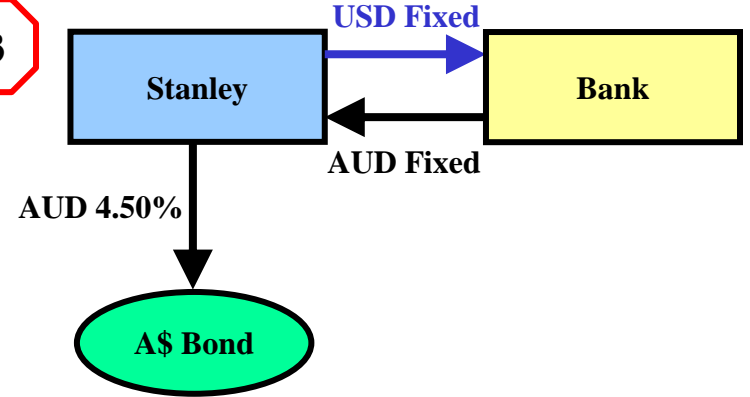 USD Fixed
Stanley
Bank
AUD Fixed
AUD 4.50%
A$ Bond